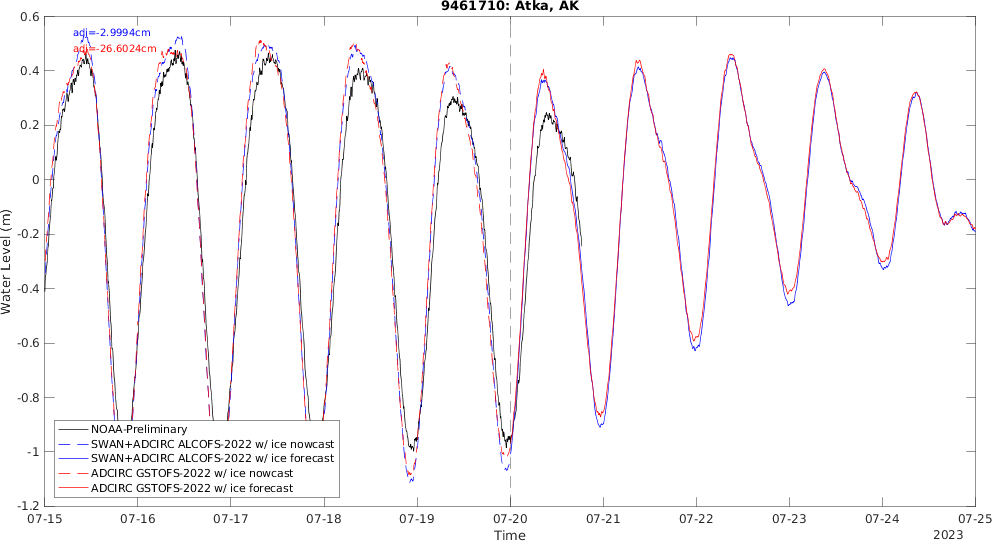 9461710: Atka, AK
adj=-2.9994cm
adj=-26.6024cm
0.6
0.4
0.2
0
-0.2
-0.4
-0.6
-0.8
-1
-1.2
Water Level (m)
NOAA-Preliminary
SWAN+ADCIRC ALCOFS-2022 w/ ice nowcast
SWAN+ADCIRC ALCOFS-2022 w/ ice forecast
ADCIRC GSTOFS-2022 w/ ice nowcast
ADCIRC GSTOFS-2022 w/ ice forecast
07-15 07-16 07-17 07-18 07-19 07-20 07-21 07-22 07-23 07-24 07-25
Time
2023